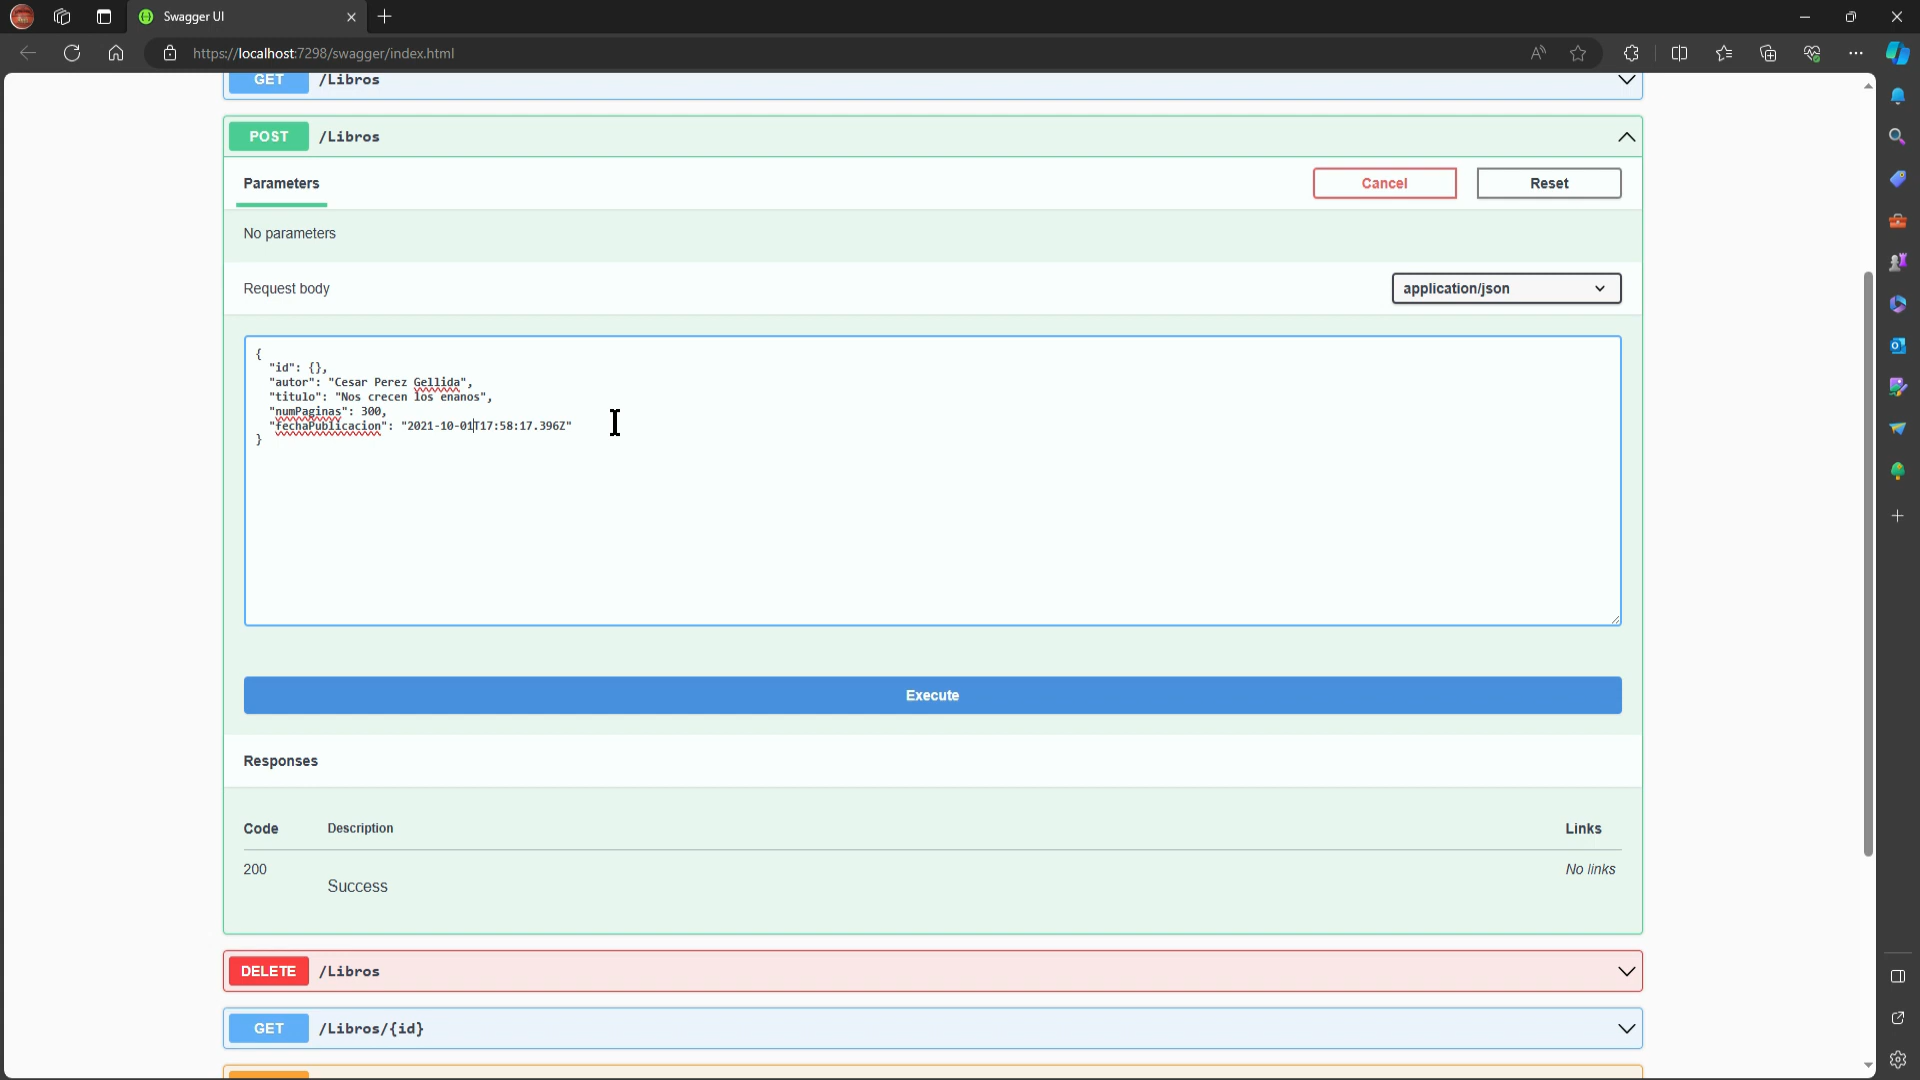 Swagger UI
https://localhost:7298/swagger/index.html
GET /Libros
POST /Libros
Parameters
Cancel
Reset
No parameters
Request body
application/json
{
"id": {},
"autor": "Cesar Perez Gellida",
"titulo": "Nos crecen los enanos",
"numPaginas": 300,
"fechaPublicacion": "2021-10-01T17:58:17.396Z"
}
Execute
Responses
Code Description Links
200 Success No links
DELETE /Libros
GET /Libros/{id}